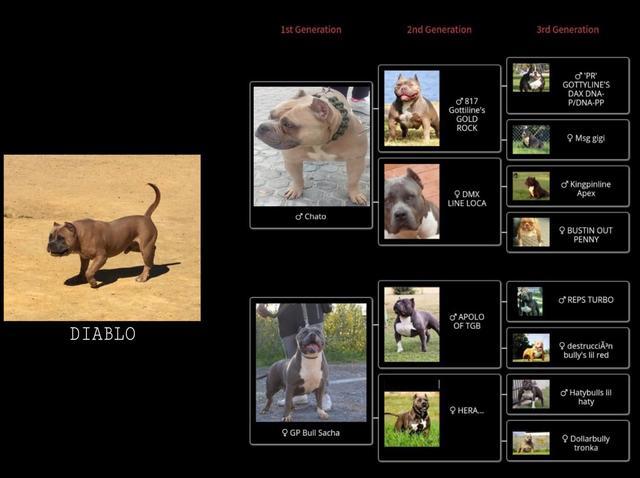 1st Generation
2nd Generation
3rd Generation
DIABLO
♂ Chato
♂ 817
Gottiline's
GOLD
ROCK
♀ DMX
LINE LOCA
♂ 'PR'
GOTTYLINE'S
DAX DNA-
P/DNA-PP
♀ Msg gigi
♂ Kingpinline
Apex
♀ BUSTIN OUT
PENNY
♀ GP Bull Sacha
♂ APOLO
OF TGB
♀ HERA...
♂ REPS TURBO
♀ destrucciÃ³n
bully's lil red
♂ Hatybulls lil
haty
♀ Dollarbully
tronka